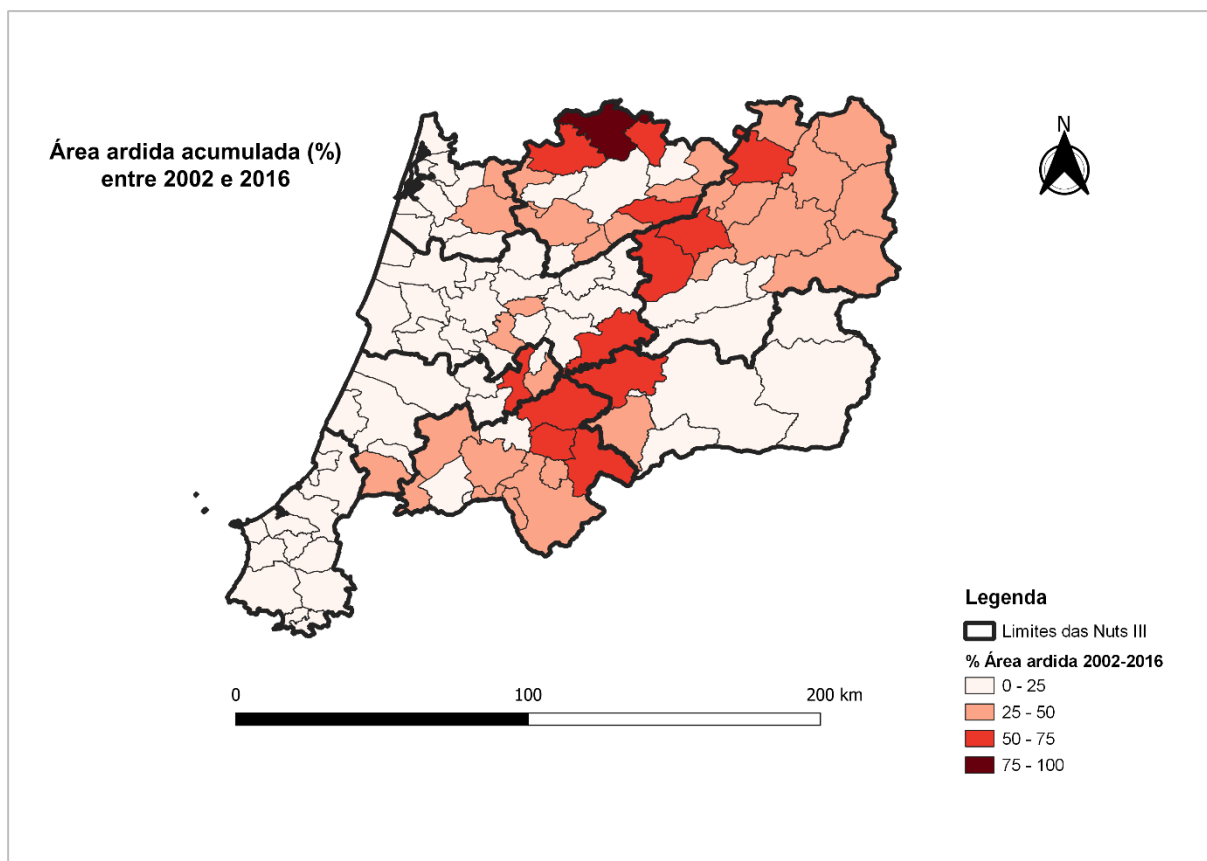 Área ardida acumulada (%)
entre 2002 e 2016
N
Legenda
Limites das Nuts III
% Área ardida 2002-2016
0 - 25
25 - 50
50 - 75
75 - 100
0 100 200 km